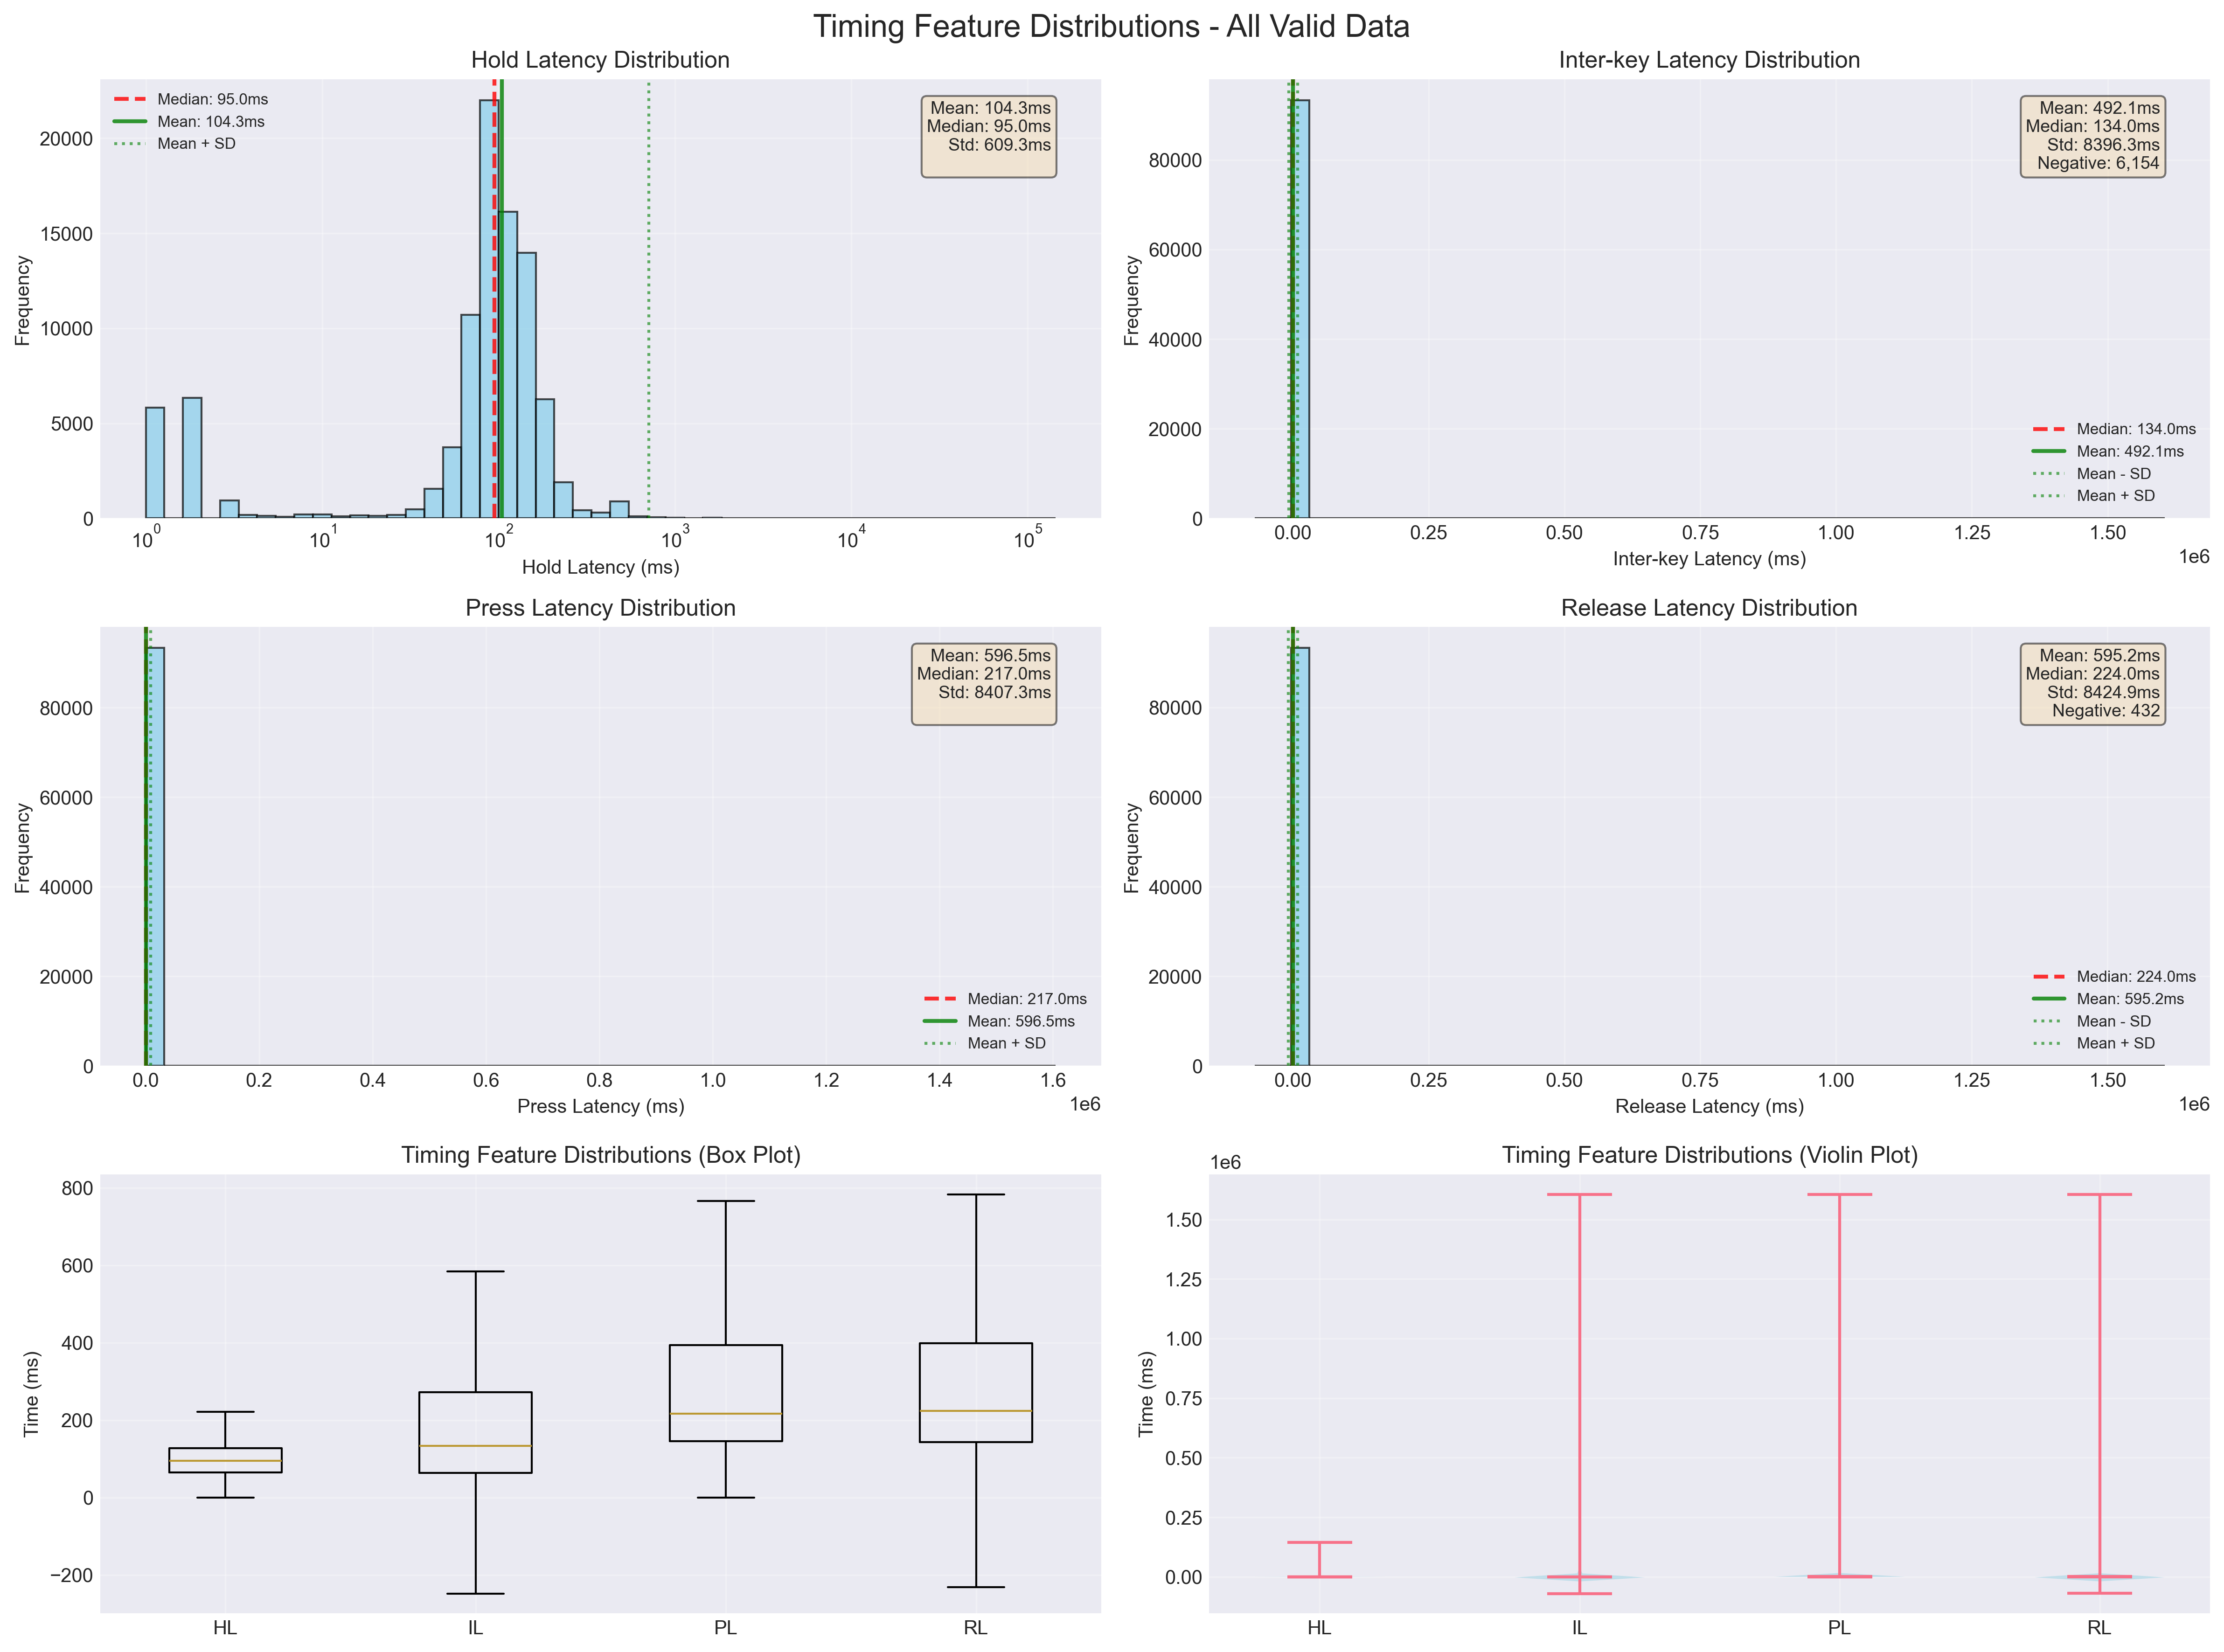 Timing Feature Distributions - All Valid Data
Hold Latency Distribution
Median: 95.0ms
Mean: 104.3ms
Mean + SD
Mean: 104.3ms
Median: 95.0ms
Std: 609.3ms
Frequency
20000
15000
10000
5000
0
10^0
10^1
10^2
10^3
10^4
10^5
Hold Latency (ms)
Inter-key Latency Distribution
Mean: 492.1ms
Median: 134.0ms
Std: 8396.3ms
Negative: 6,154
Frequency
80000
60000
40000
20000
0
Median: 134.0ms
Mean: 492.1ms
Mean - SD
Mean + SD
0.00
0.25
0.50
0.75
1.00
1.25
1.50
1e6
Inter-key Latency (ms)
Press Latency Distribution
Mean: 596.5ms
Median: 217.0ms
Std: 8407.3ms
Frequency
80000
60000
40000
20000
0
Median: 217.0ms
Mean: 596.5ms
Mean + SD
0.0
0.2
0.4
0.6
0.8
1.0
1.2
1.4
1.6
1e6
Press Latency (ms)
Release Latency Distribution
Mean: 595.2ms
Median: 224.0ms
Std: 8424.9ms
Negative: 432
Frequency
80000
60000
40000
20000
0
Median: 224.0ms
Mean: 595.2ms
Mean - SD
Mean + SD
0.00
0.25
0.50
0.75
1.00
1.25
1.50
1e6
Release Latency (ms)
Timing Feature Distributions (Box Plot)
Time (ms)
800
600
400
200
0
−200
HL
IL
PL
RL
Timing Feature Distributions (Violin Plot)
1e6
Time (ms)
1.50
1.25
1.00
0.75
0.50
0.25
0.00
HL
IL
PL
RL